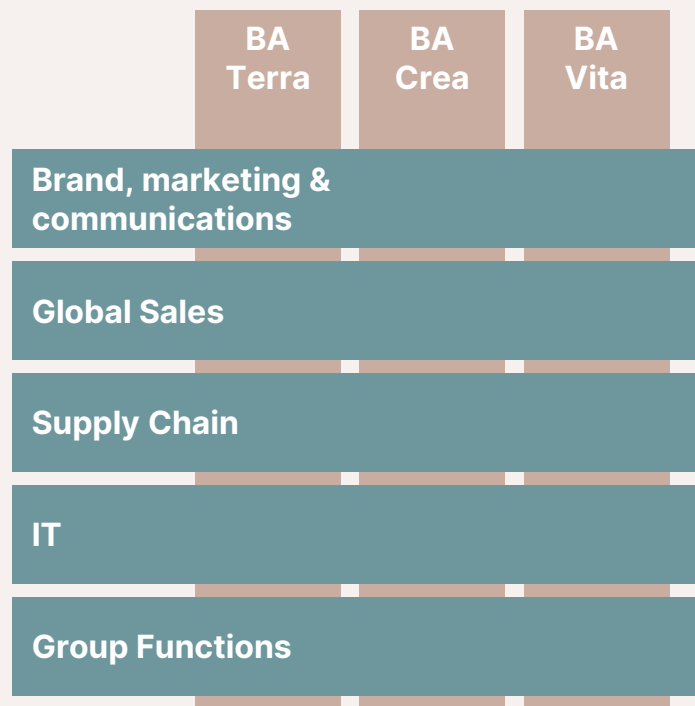 BA
Terra
BA
Crea
BA
Vita
Brand, marketing &
communications
Global Sales
Supply Chain
IT
Group Functions